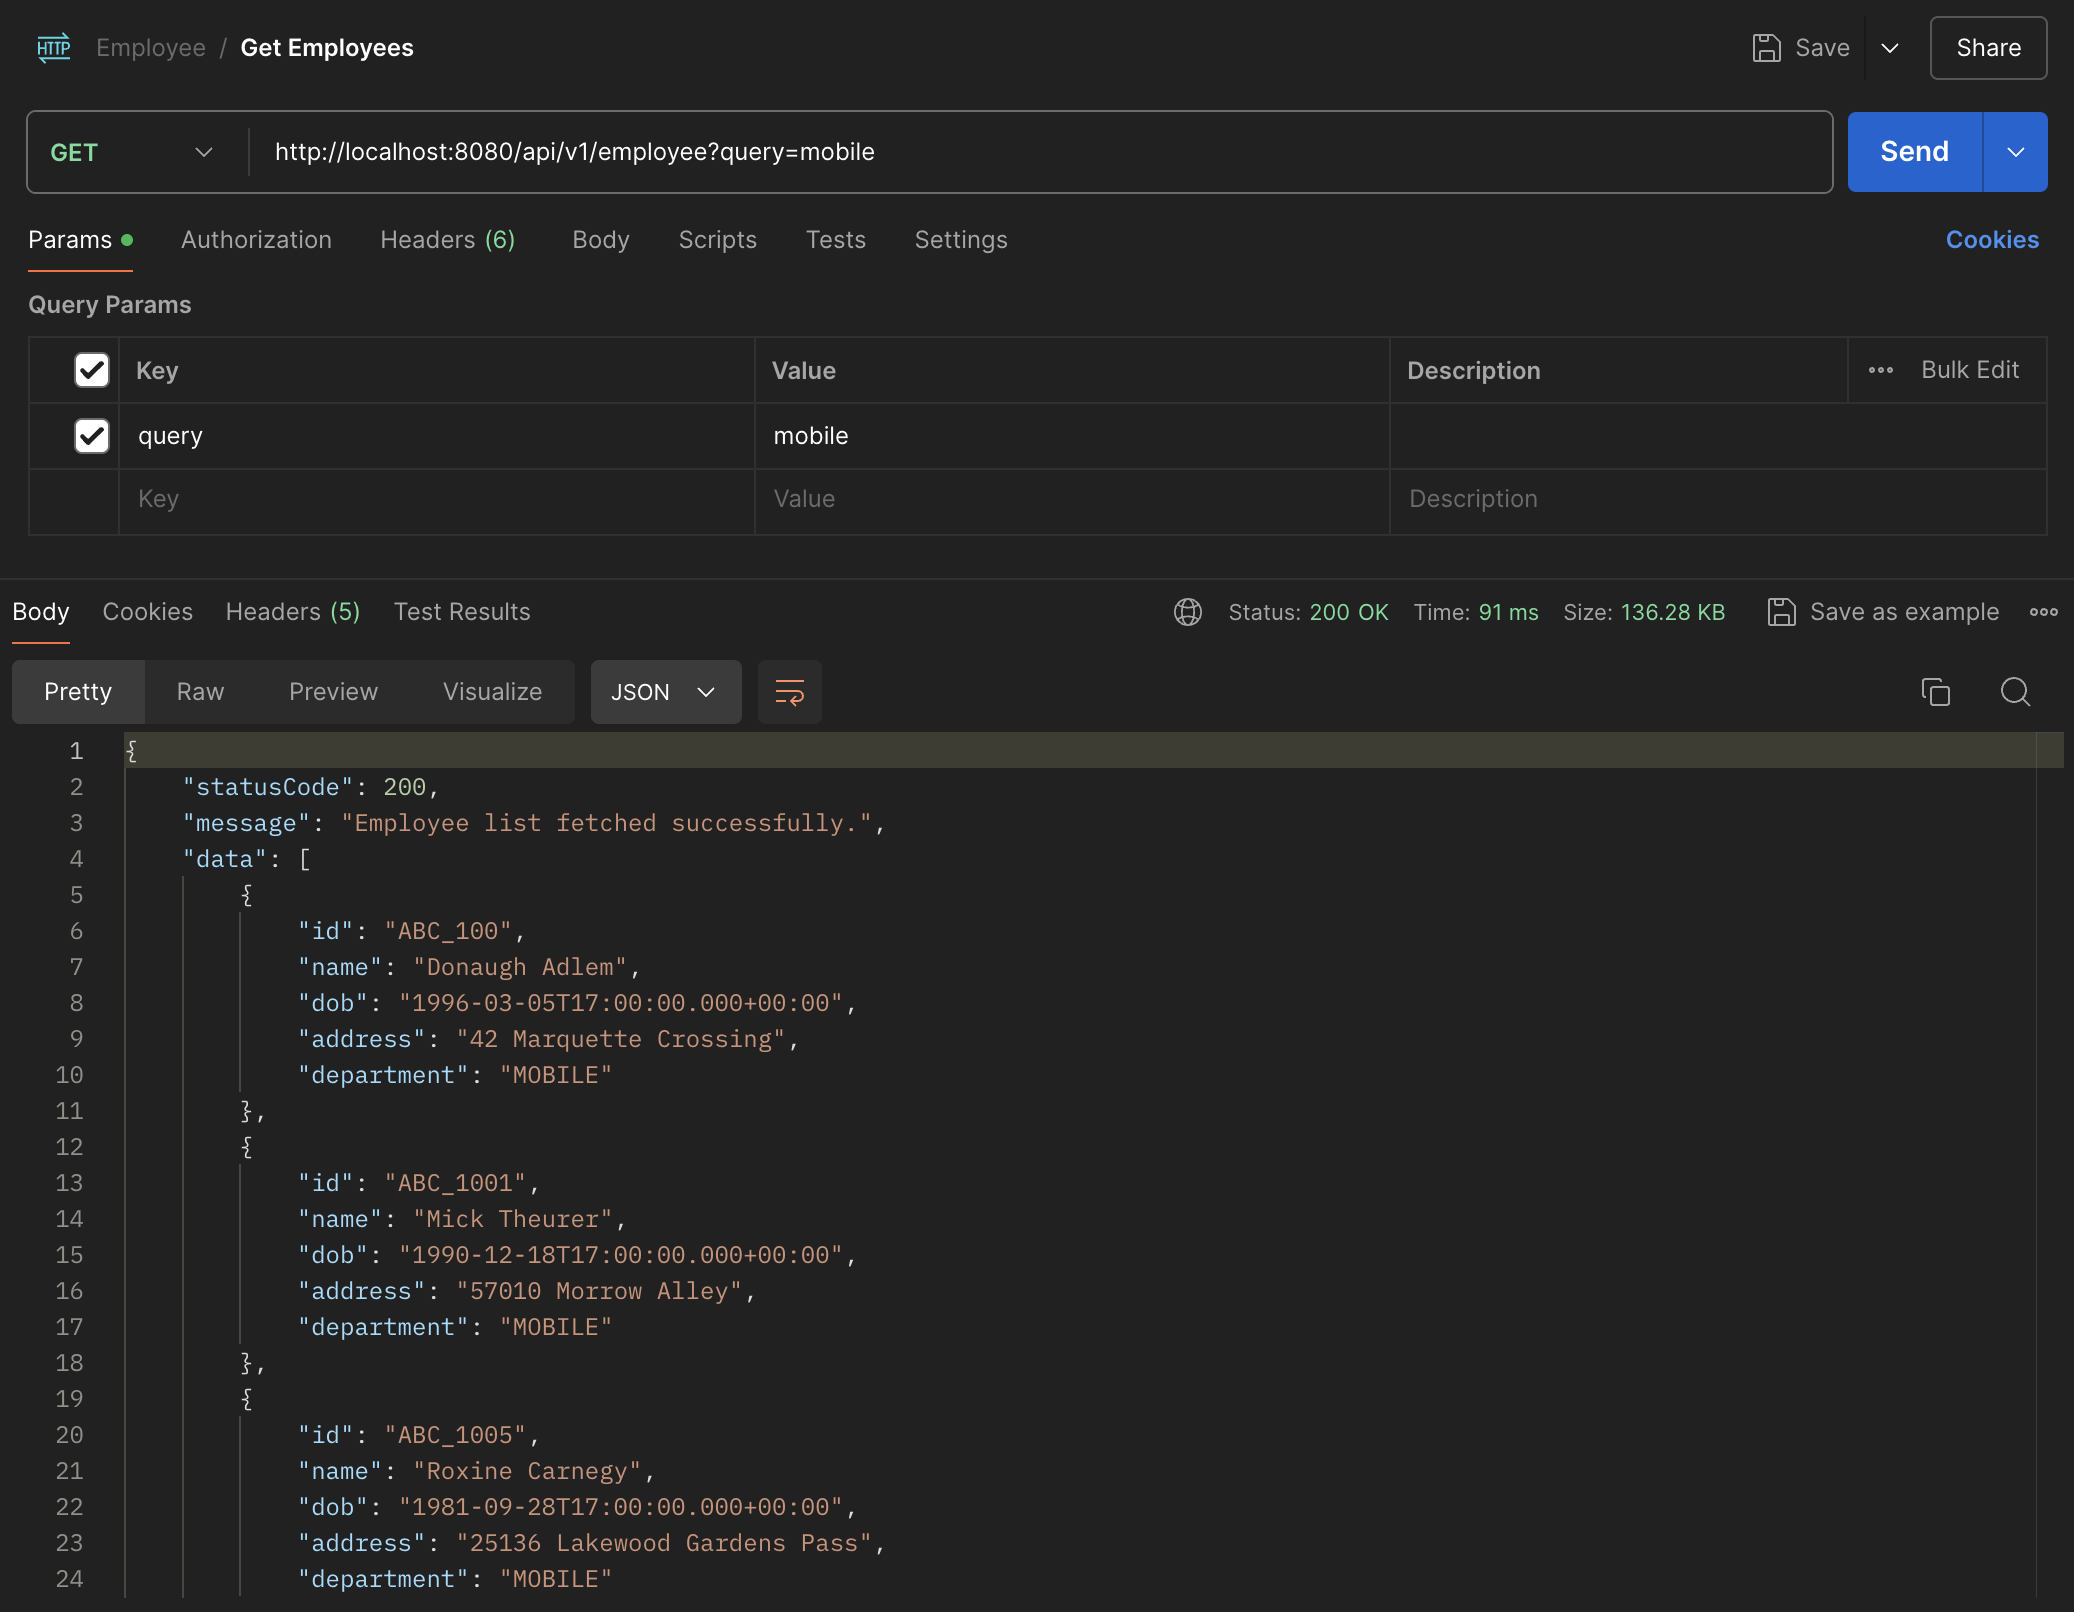 HTTP Employee / Get Employees Save Share
GET http://localhost:8080/api/v1/employee?query=mobile Send
Params Authorization Headers (6) Body Scripts Tests Settings Cookies
Query Params
Key Value Description Bulk Edit
query mobile
Key Value Description
Body Cookies Headers (5) Test Results Status: 200 OK Time: 91 ms Size: 136.28 KB Save as example
Pretty Raw Preview Visualize JSON
1 {
2 "statusCode": 200,
3 "message": "Employee list fetched successfully.",
4 "data": [
5 {
6 "id": "ABC_100",
7 "name": "Donaugh Adlem",
8 "dob": "1996-03-05T17:00:00.000+00:00",
9 "address": "42 Marquette Crossing",
10 "department": "MOBILE"
11 },
12 {
13 "id": "ABC_1001",
14 "name": "Mick Theurer",
15 "dob": "1990-12-18T17:00:00.000+00:00",
16 "address": "57010 Morrow Alley",
17 "department": "MOBILE"
18 },
19 {
20 "id": "ABC_1005",
21 "name": "Roxine Carnegy",
22 "dob": "1981-09-28T17:00:00.000+00:00",
23 "address": "25136 Lakewood Gardens Pass",
24 "department": "MOBILE"